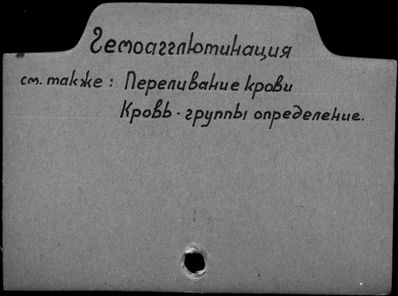 Гемоагглютинация
см. также: Переливание крови
Кровь - группы определение.